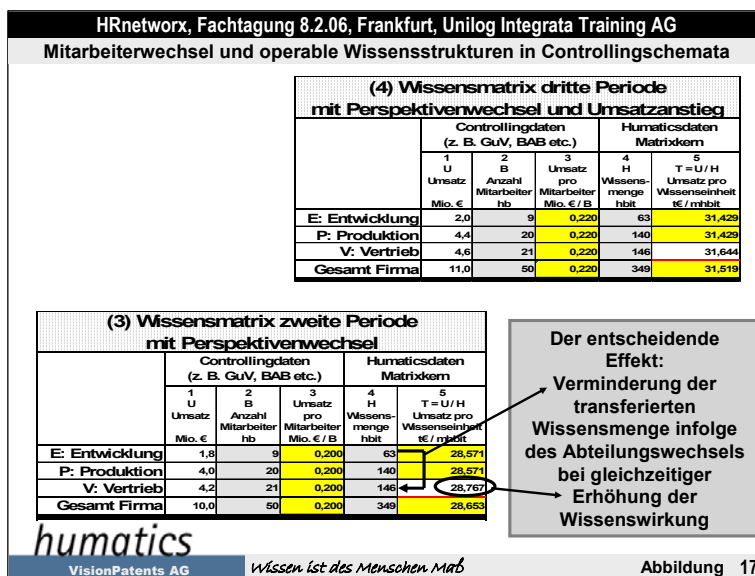 HRnetworx, Fachtagung 8.2.06, Frankfurt, Unilog Integrata Training AG
Mitarbeiterwechsel und operable Wissensstrukturen in Controllingschemata
(4) Wissensmatrix dritte Periode
mit Perspektivenwechsel und Umsatzanstieg
Controllingdaten Humaticsdaten
(z. B. GuV, BAB etc.) Matrixkern
1 2 3 4 5
U B Umsatz H T = U / H
Umsatz Anzahl pro Wissens- Umsatz pro
Mitarbeiter Mitarbeiter menge Wissenseinheit
Mio. € hb Mio. € / B hbit t€ / mhbit
E: Entwicklung 2,0 9 0,220 63 31,429
P: Produktion 4,4 20 0,220 140 31,429
V: Vertrieb 4,6 21 0,220 146 31,644
Gesamt Firma 11,0 50 0,220 349 31,519
(3) Wissensmatrix zweite Periode
mit Perspektivenwechsel
Controllingdaten Humaticsdaten
(z. B. GuV, BAB etc.) Matrixkern
1 2 3 4 5
U B Umsatz H T = U / H
Umsatz Anzahl pro Wissens- Umsatz pro
Mitarbeiter Mitarbeiter menge Wissenseinheit
Mio. € hb Mio. € / B hbit t€ / mhbit
E: Entwicklung 1,8 9 0,200 63 28,571
P: Produktion 4,0 20 0,200 140 28,571
V: Vertrieb 4,2 21 0,200 146 28,767
Gesamt Firma 10,0 50 0,200 349 28,653
Der entscheidende
Effekt:
Verminderung der
transferierten
Wissensmenge infolge
des Abteilungswechsels
bei gleichzeitiger
Erhöhung der
Wissenswirkung
humatics
VisionPatents AG
Wissen ist des Menschen Maß
Abbildung 17